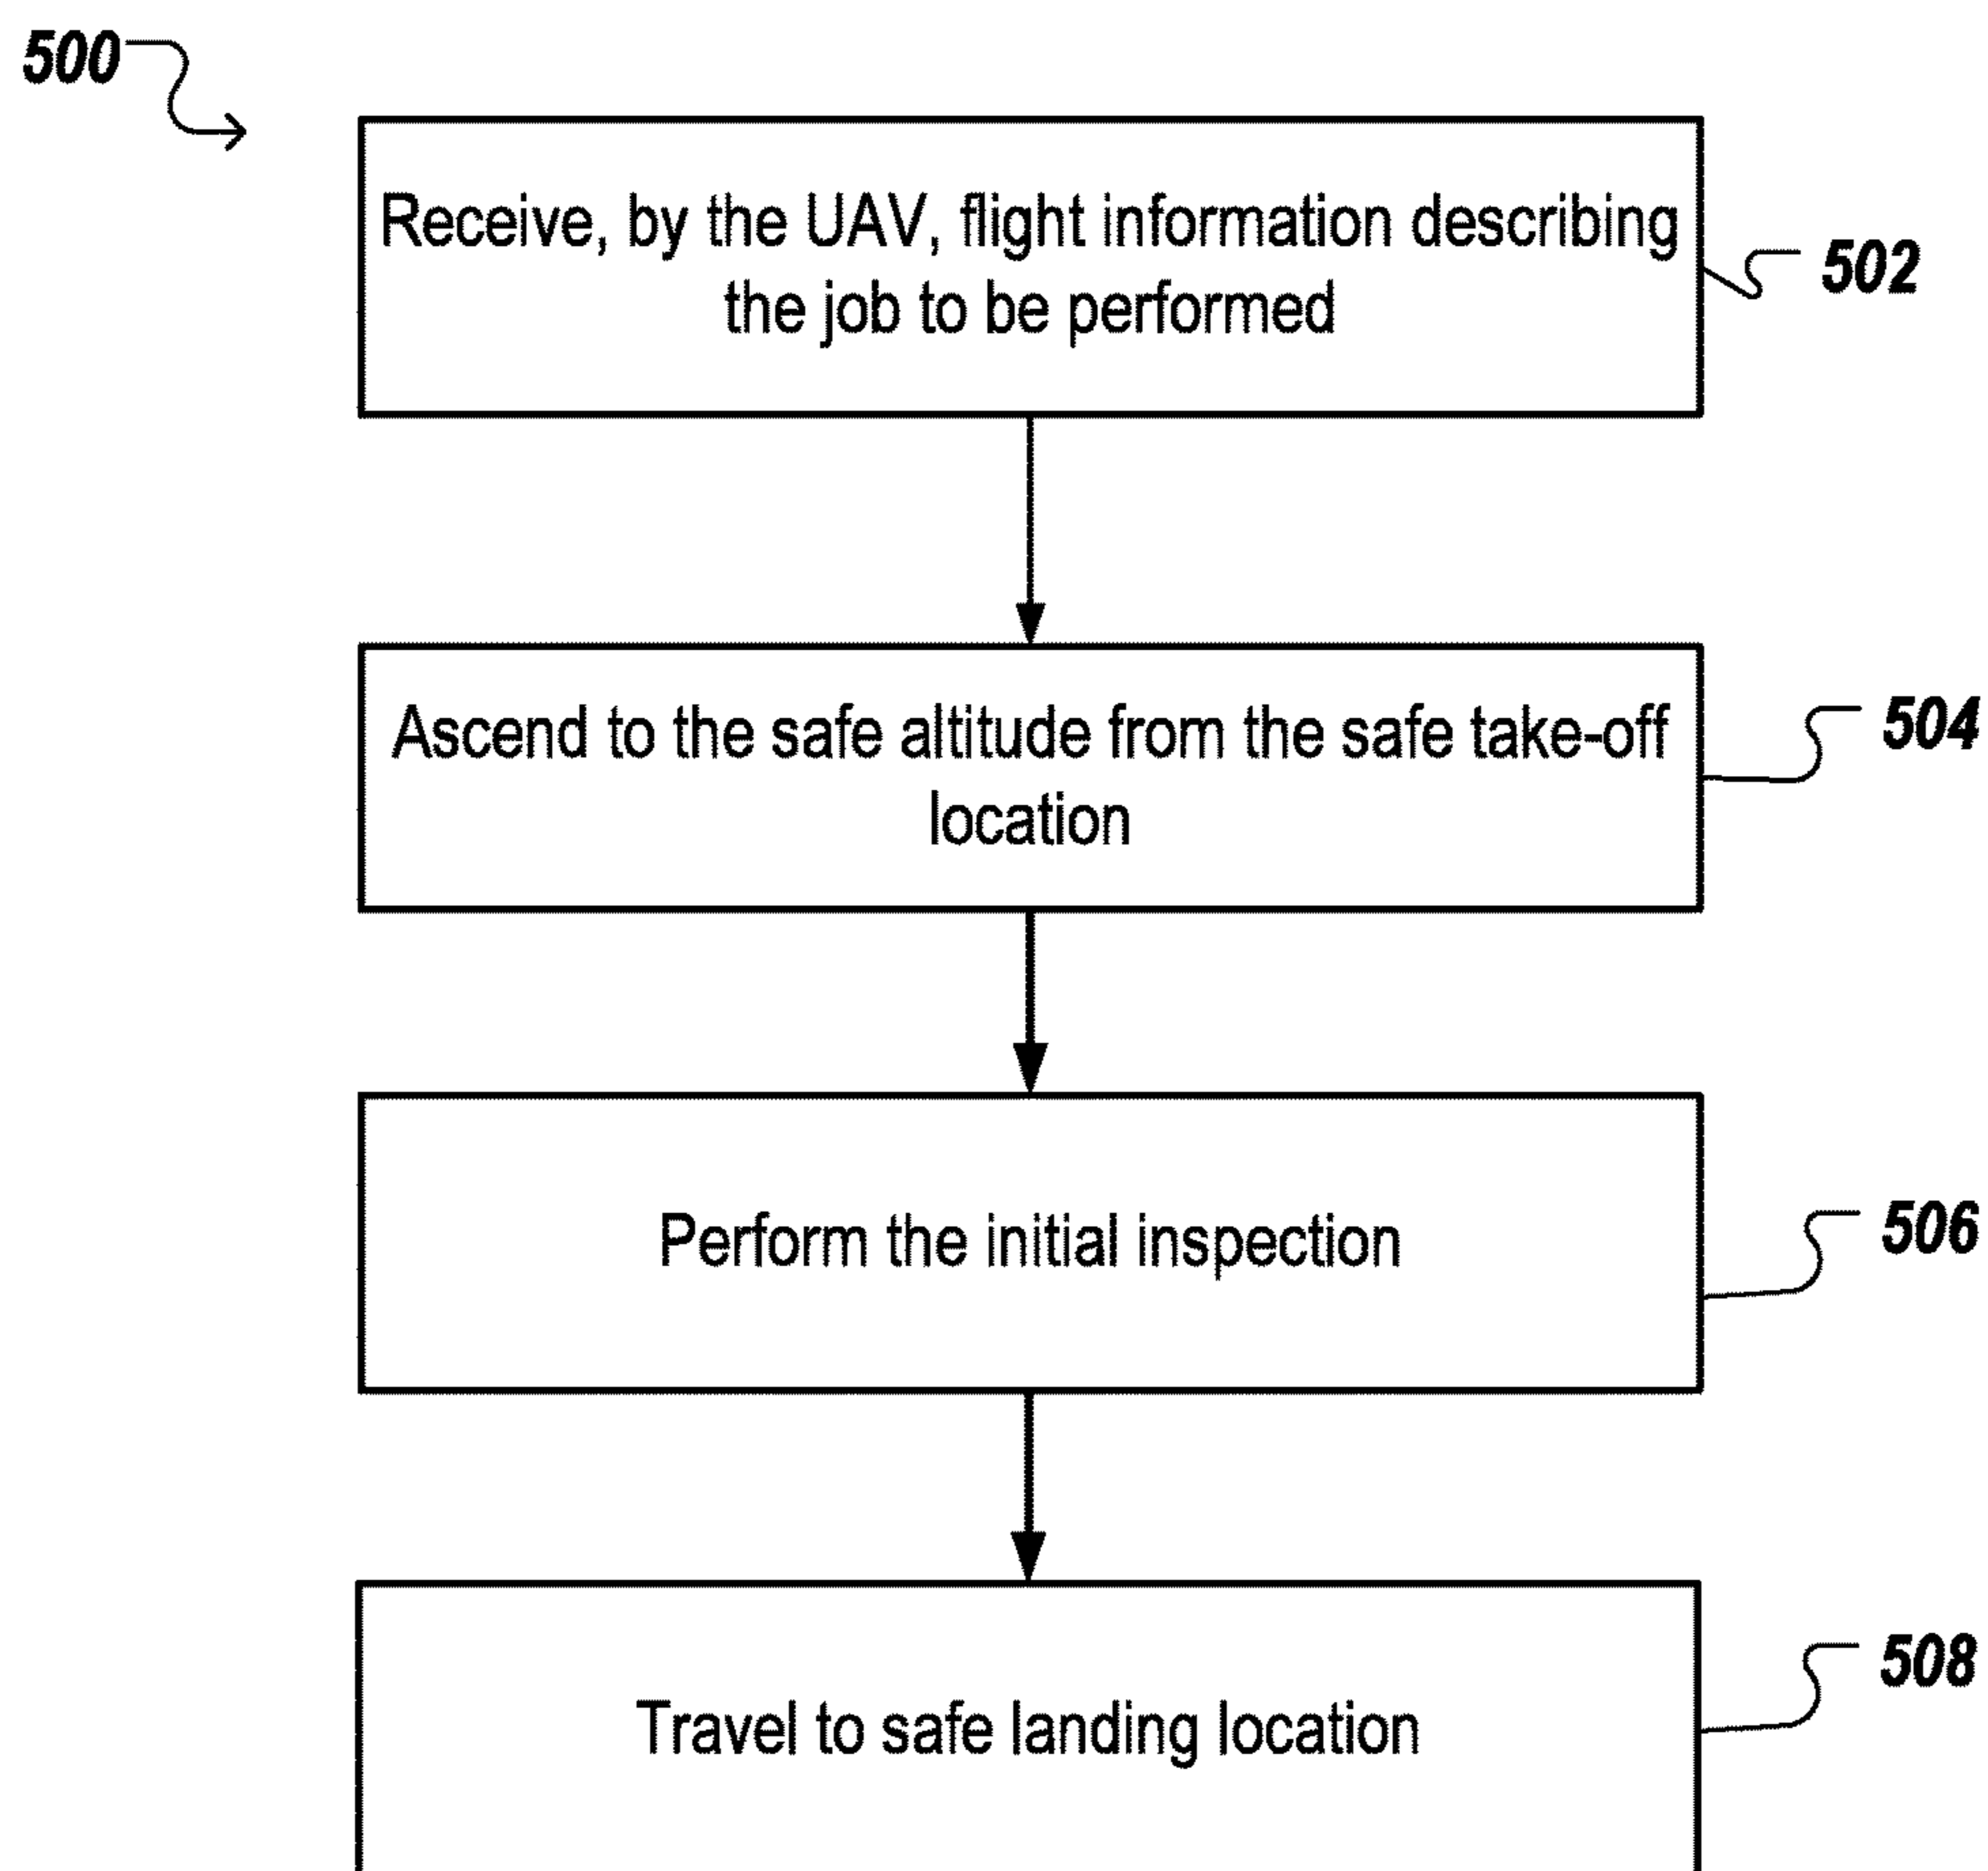 500
Receive, by the UAV, flight information describing
the job to be performed
502
Ascend to the safe altitude from the safe take-off
location
504
Perform the initial inspection
506
Travel to safe landing location
508